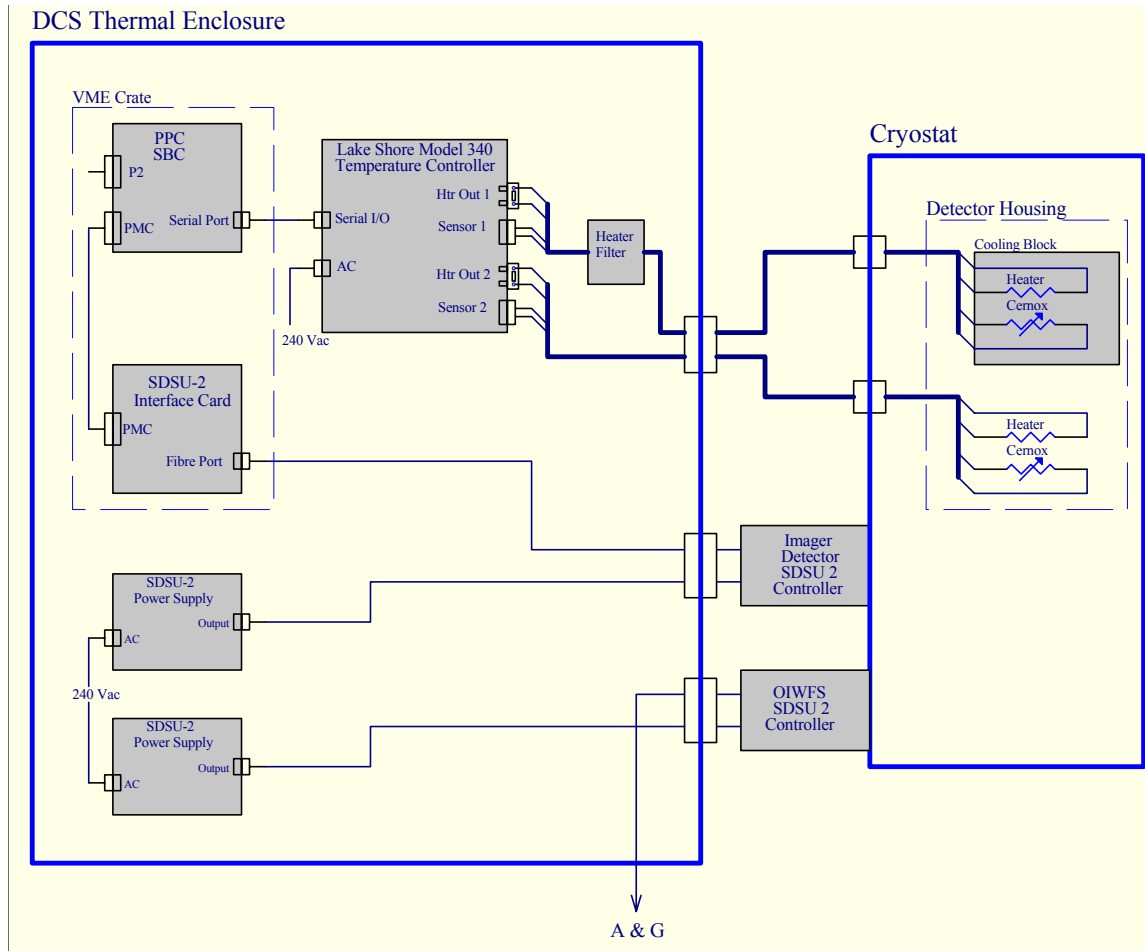 DCS Thermal Enclosure
VME Crate
PPC
SBC
P2
PMC
Serial Port
Lake Shore Model 340
Temperature Controller
Htr Out 1
Serial I/O
Sensor 1
AC
Htr Out 2
Sensor 2
240 Vac
Heater
Filter
Cryostat
Detector Housing
Cooling Block
Heater
Cernox
Heater
Cernox
SDSU-2
Interface Card
PMC
Fibre Port
Imager
Detector
SDSU 2
Controller
SDSU-2
Power Supply
Output
AC
240 Vac
OIWFS
SDSU 2
Controller
SDSU-2
Power Supply
Output
AC
A & G